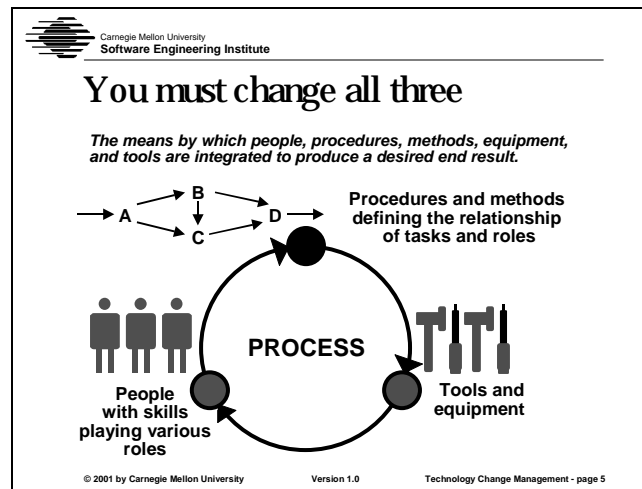 Carnegie Mellon University
Software Engineering Institute
You must change all three
The means by which people, procedures, methods, equipment,
and tools are integrated to produce a desired end result.
B
A
D
C
Procedures and methods
defining the relationship
of tasks and roles
PROCESS
People
with skills
playing various
roles
Tools and
equipment
© 2001 by Carnegie Mellon University
Version 1.0
Technology Change Management - page 5